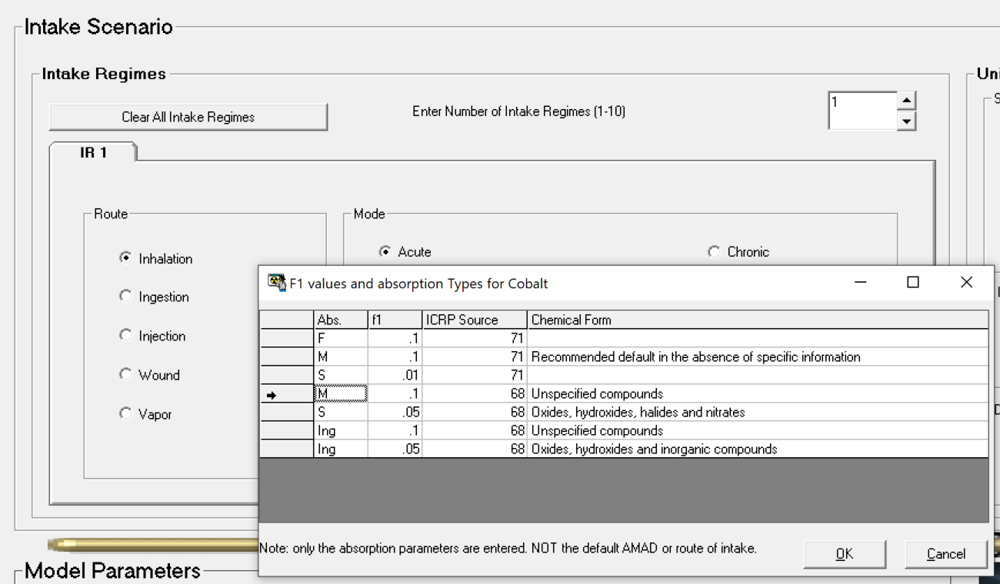 Intake Scenario
Intake Regimes
Uni
S
Clear All Intake Regimes
Enter Number of Intake Regimes (1-10)
1
IR 1
Route
Mode
Inhalation
Acute
Chronic
Ingestion
Injection
Wound
Vapor
F1 values and absorption Types for Cobalt
Abs. f1 ICRP Source Chemical Form
F .1 71
M .1 71 Recommended default in the absence of specific information
S .01 71
M .1 68 Unspecified compounds
S .05 68 Oxides, hydroxides, halides and nitrates
Ing .1 68 Unspecified compounds
Ing .05 68 Oxides, hydroxides and inorganic compounds
Note: only the absorption parameters are entered. NOT the default AMAD or route of intake.
OK
Cancel
Model Parameters